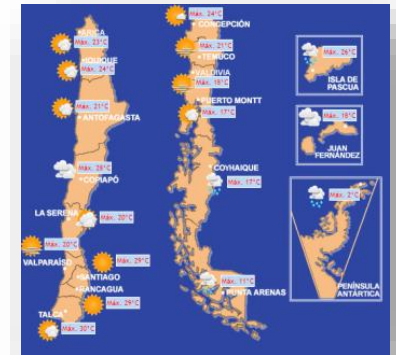 ARICA
Máx. 23°C
IQUIQUE
Máx. 24°C
Máx. 21°C
ANTOFAGASTA
Máx. 28°C
COPIAPÓ
LA SERENA
Máx. 20°C
Máx. 20°C
VALPARAÍSO
Máx. 29°C
SANTIAGO
RANCAGUA
Máx. 29°C
TALCA
Máx. 30°C
Máx. 24°C
CONCEPCIÓN
Máx. 21°C
TEMUCO
VALDIVIA
Máx. 18°C
PUERTO MONTT
Máx. 17°C
COYHAIQUE
Máx. 17°C
Máx. 11°C
PUNTA ARENAS
Máx. 26°C
ISLA DE
PASCUA
Máx. 18°C
JUAN
FERNÁNDEZ
Máx. 2°C
PENÍNSULA
ANTÁRTICA